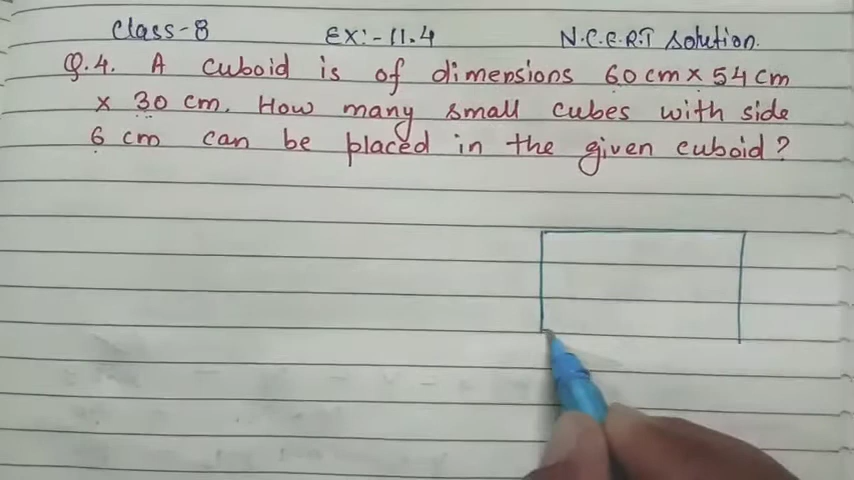 Class-8 EX:-11.4 N.C.E.R.T solution.
Q.4. A cuboid is of dimensions 60 cm × 54 cm
× 30 cm. How many small cubes with side
6 cm can be placed in the given cuboid?